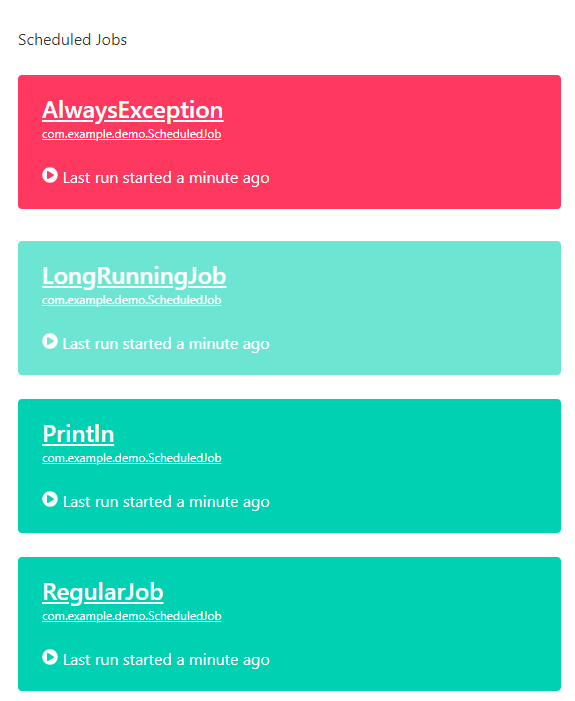 Scheduled Jobs
AlwaysException
com.example.demo.ScheduledJob
Last run started a minute ago
LongRunningJob
com.example.demo.ScheduledJob
Last run started a minute ago
Println
com.example.demo.ScheduledJob
Last run started a minute ago
RegularJob
com.example.demo.ScheduledJob
Last run started a minute ago